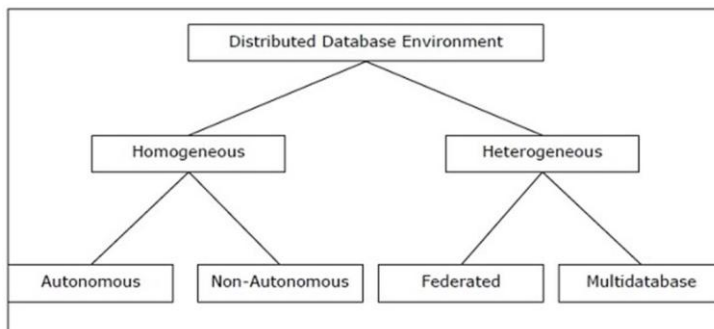 Distributed Database Environment
Homogeneous
Heterogeneous
Autonomous
Non-Autonomous
Federated
Multidatabase